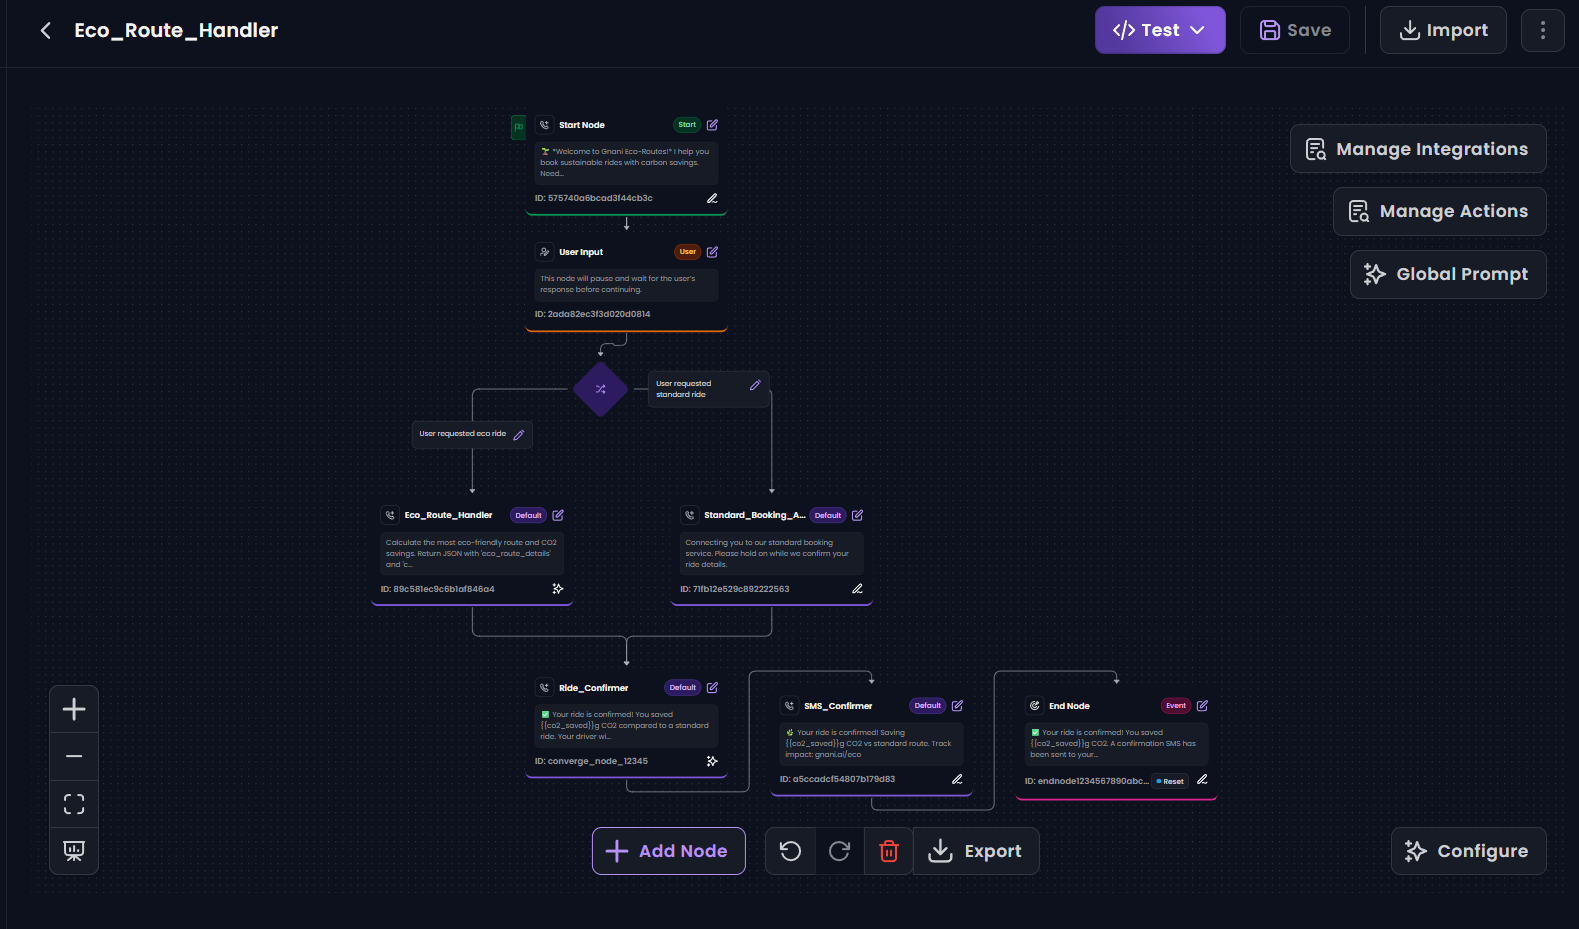 Eco_Route_Handler
Test
Save
Import
Manage Integrations
Manage Actions
Global Prompt
Start Node
Start
*Welcome to Gnani Eco-Routes!* I help you
book sustainable rides with carbon savings.
Need...
ID: 575740a6bcad3f44cb3c
User Input
User
This node will pause and wait for the user's
response before continuing.
ID: 2ada82ec3f3d020d0814
User requested
standard ride
User requested eco ride
Eco_Route_Handler
Default
Calculate the most eco-friendly route and CO2
savings. Return JSON with 'eco_route_details'
and 'c...
ID: 89c581ec9c6b1af846a4
Standard_Booking_A...
Default
Connecting you to our standard booking
service. Please hold on while we confirm your
ride details.
ID: 71fb12e529c892222563
Ride_Confirmer
Default
✅ Your ride is confirmed! You saved
{{co2_saved}}g CO2 compared to a standard
ride. Your driver wi...
ID: converge_node_12345
SMS_Confirmer
Default
🌿 Your ride is confirmed! Saving
{{co2_saved}}g CO2 vs standard route. Track
impact: gnani.ai/eco
ID: a5ccadcf54807b179d83
End Node
Event
✅ Your ride is confirmed! You saved
{{co2_saved}}g CO2. A confirmation SMS has
been sent to your...
ID: endnode1234567890abc...
Reset
Add Node
Export
Configure